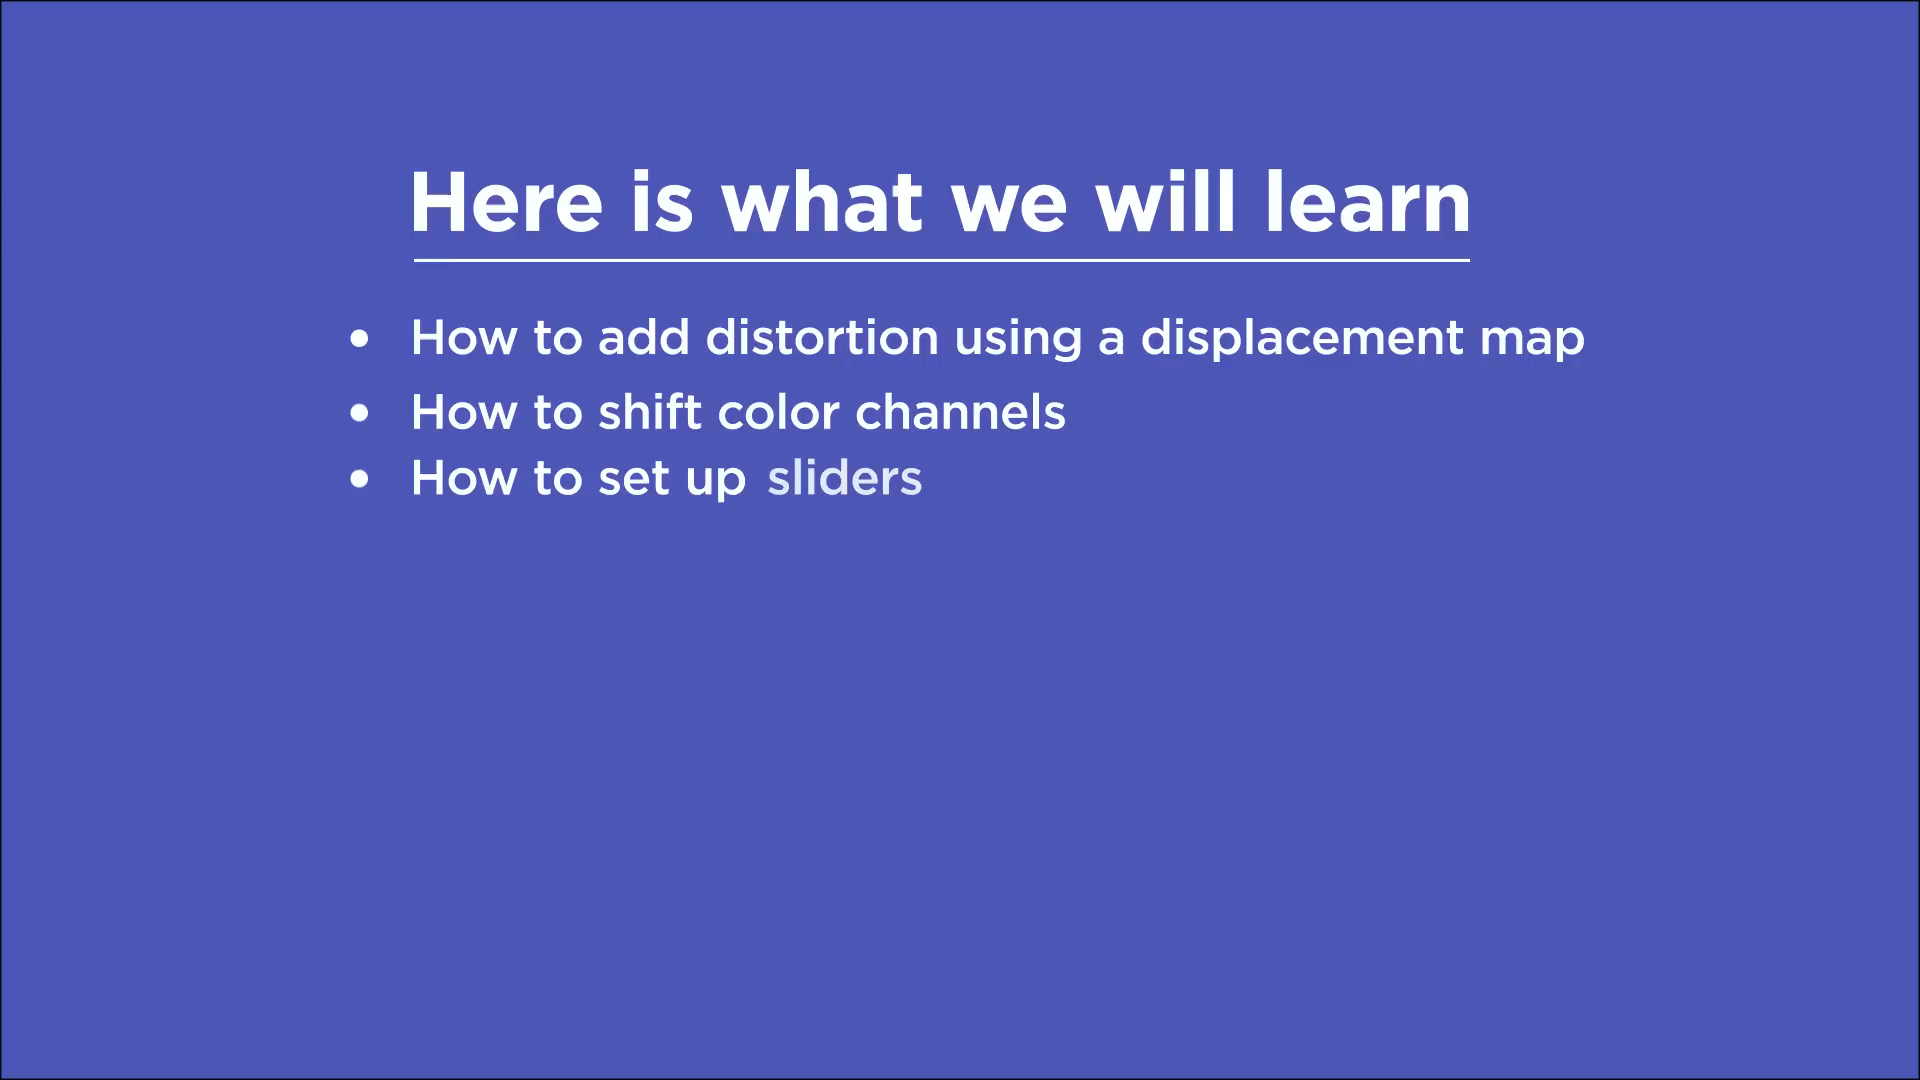 Here is what we will learn
• How to add distortion using a displacement map
• How to shift color channels
• How to set up sliders